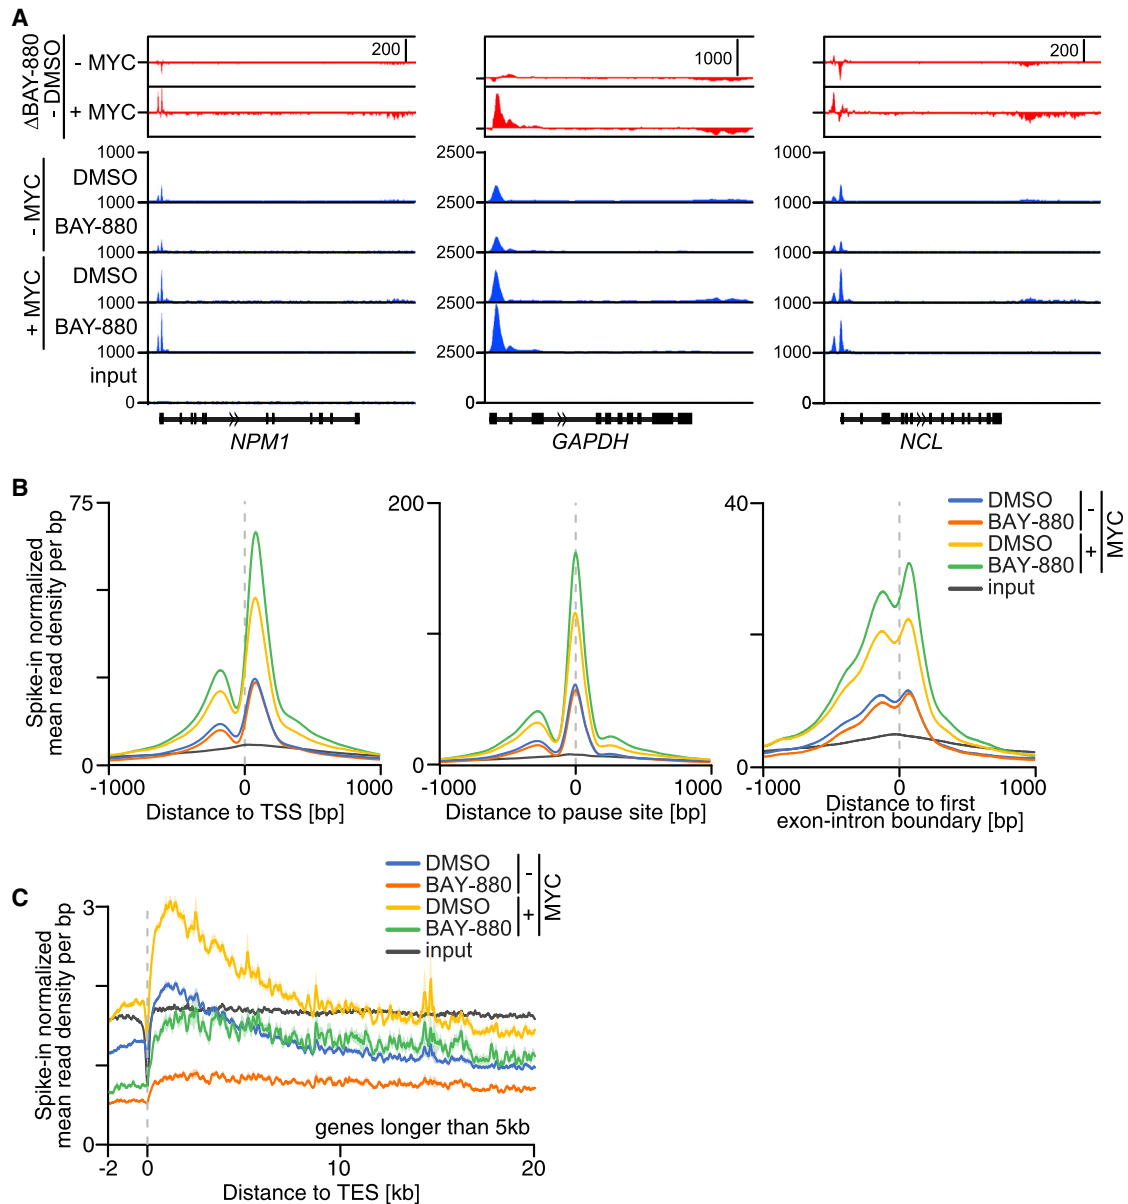 A
ΔBAY-880
- DMSO
- MYC
+ MYC
200
1000
200
- MYC
+ MYC
DMSO
BAY-880
DMSO
BAY-880
input
1000
1000
1000
1000
1000
0
2500
2500
2500
2500
2500
0
1000
1000
1000
1000
1000
0
NPM1
GAPDH
NCL
B
Spike-in normalized
mean read density per bp
75
0
-1000
0
1000
Distance to TSS [bp]
200
0
-1000
0
1000
Distance to pause site [bp]
40
0
-1000
0
1000
Distance to first
exon-intron boundary [bp]
DMSO
BAY-880
-
DMSO
BAY-880
+
MYC
input
C
Spike-in normalized
mean read density per bp
3
0
-2
0
10
20
Distance to TES [kb]
genes longer than 5kb
DMSO
BAY-880
-
DMSO
BAY-880
+
MYC
input